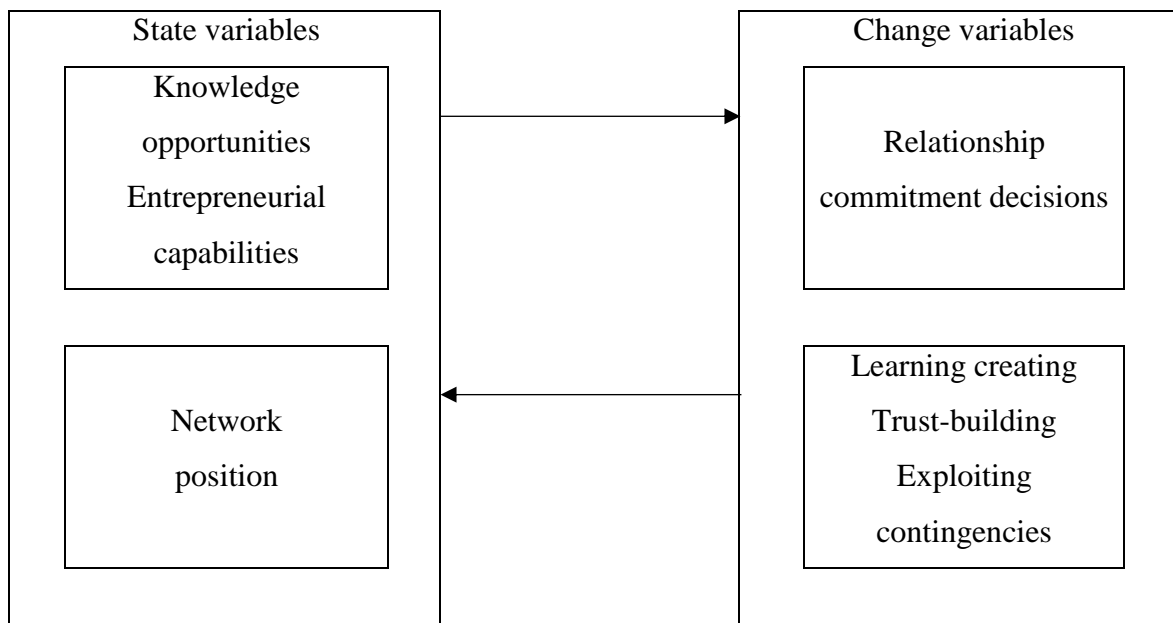 State variables
Knowledge
opportunities
Entrepreneurial
capabilities
Network
position
Change variables
Relationship
commitment decisions
Learning creating
Trust-building
Exploiting
contingencies